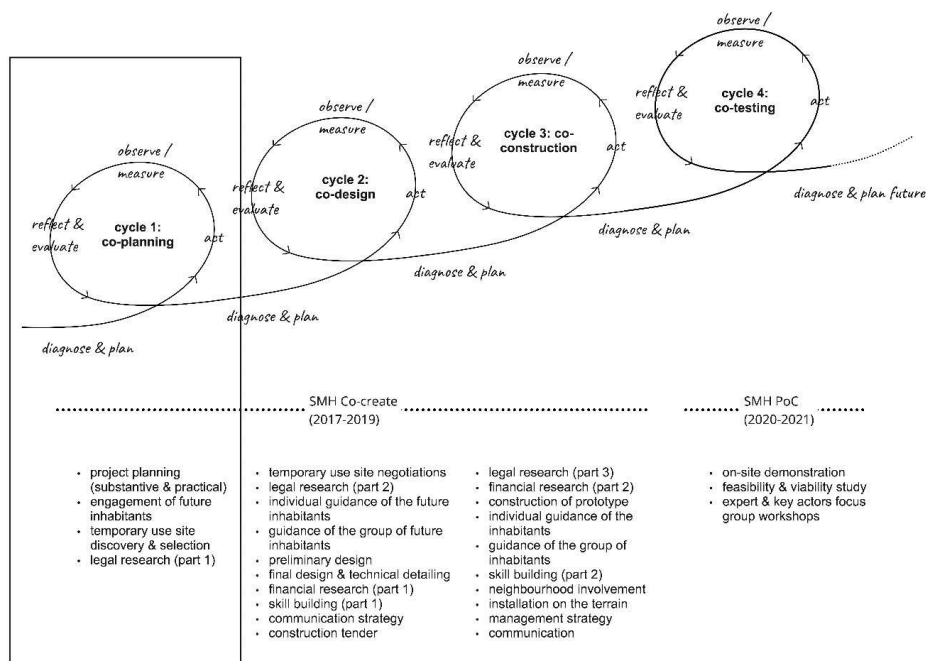 observe /
measure
reflect &
evaluate
cycle 1:
co-planning
act
diagnose & plan
observe /
measure
reflect &
evaluate
cycle 2:
co-design
act
diagnose & plan
observe /
measure
reflect &
evaluate
cycle 3: co-
construction
act
diagnose & plan
observe /
measure
reflect &
evaluate
cycle 4:
co-testing
act
diagnose & plan
diagnose & plan future
SMH Co-create
(2017-2019)
SMH PoC
(2020-2021)
• project planning
(substantive & practical)
• engagement of future
inhabitants
• temporary use site
discovery & selection
• legal research (part 1)
• temporary use site negotiations
• legal research (part 2)
• individual guidance of the future
inhabitants
• guidance of the group of future
inhabitants
• preliminary design
• final design & technical detailing
• financial research (part 1)
• skill building (part 1)
• communication strategy
• construction tender
• legal research (part 3)
• financial research (part 2)
• construction of prototype
• individual guidance of the
inhabitants
• guidance of the group of
inhabitants
• skill building (part 2)
• neighbourhood involvement
• installation on the terrain
• management strategy
• communication
• on-site demonstration
• feasibility & viability study
• expert & key actors focus
group workshops